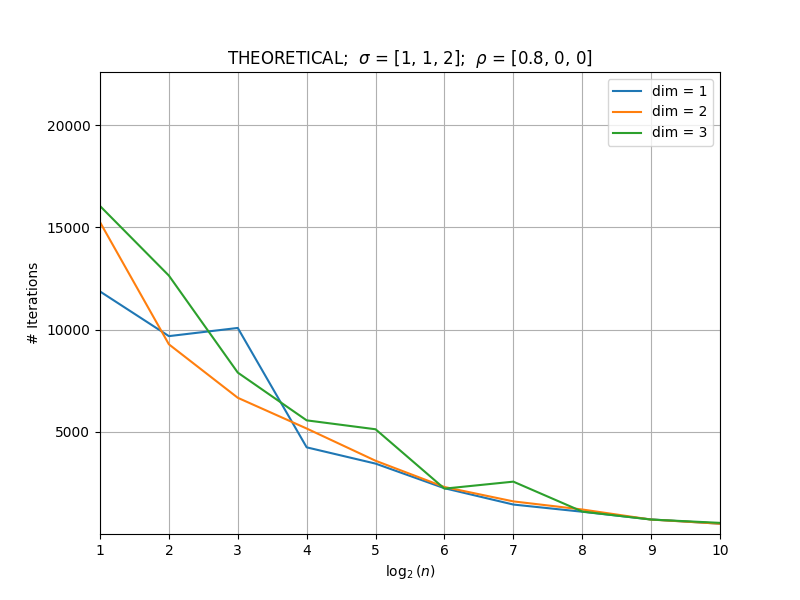 THEORETICAL; σ = [1, 1, 2]; ρ = [0.8, 0, 0]
dim = 1
dim = 2
dim = 3
20000
15000
10000
5000
# Iterations
1 2 3 4 5 6 7 8 9 10
log₂(n)